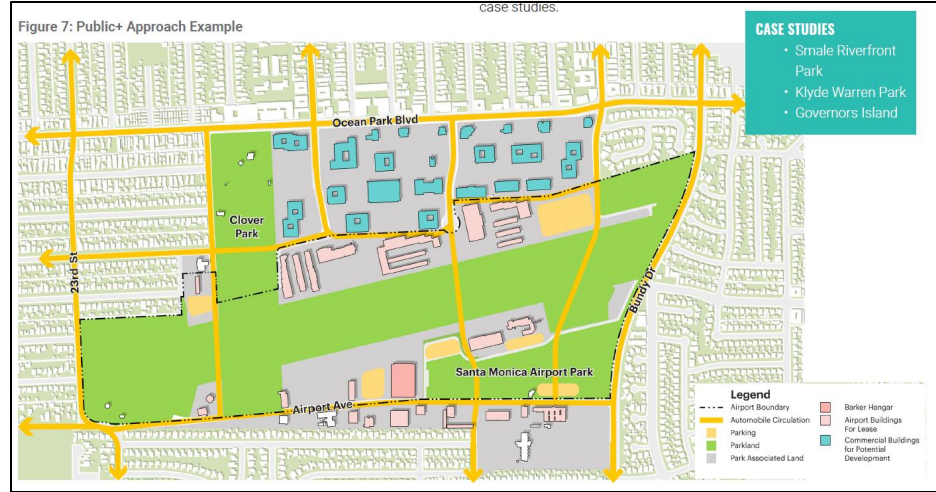 case studies.
Figure 7: Public+ Approach Example
CASE STUDIES
• Smale Riverfront
Park
• Klyde Warren Park
• Governors Island
Ocean Park Blvd
Clover
Park
23rd St
Bundy Dr
Santa Monica Airport Park
Airport Ave
Legend
Airport Boundary
Automobile Circulation
Parking
Parkland
Park Associated Land
Barker Hangar
Airport Buildings
For Lease
Commercial Buildings
for Potential
Development